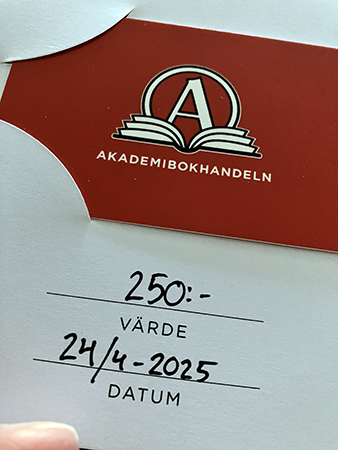 A
AKADEMIBOKHANDELN
250:-
VÄRDE
24/4-2025
DATUM